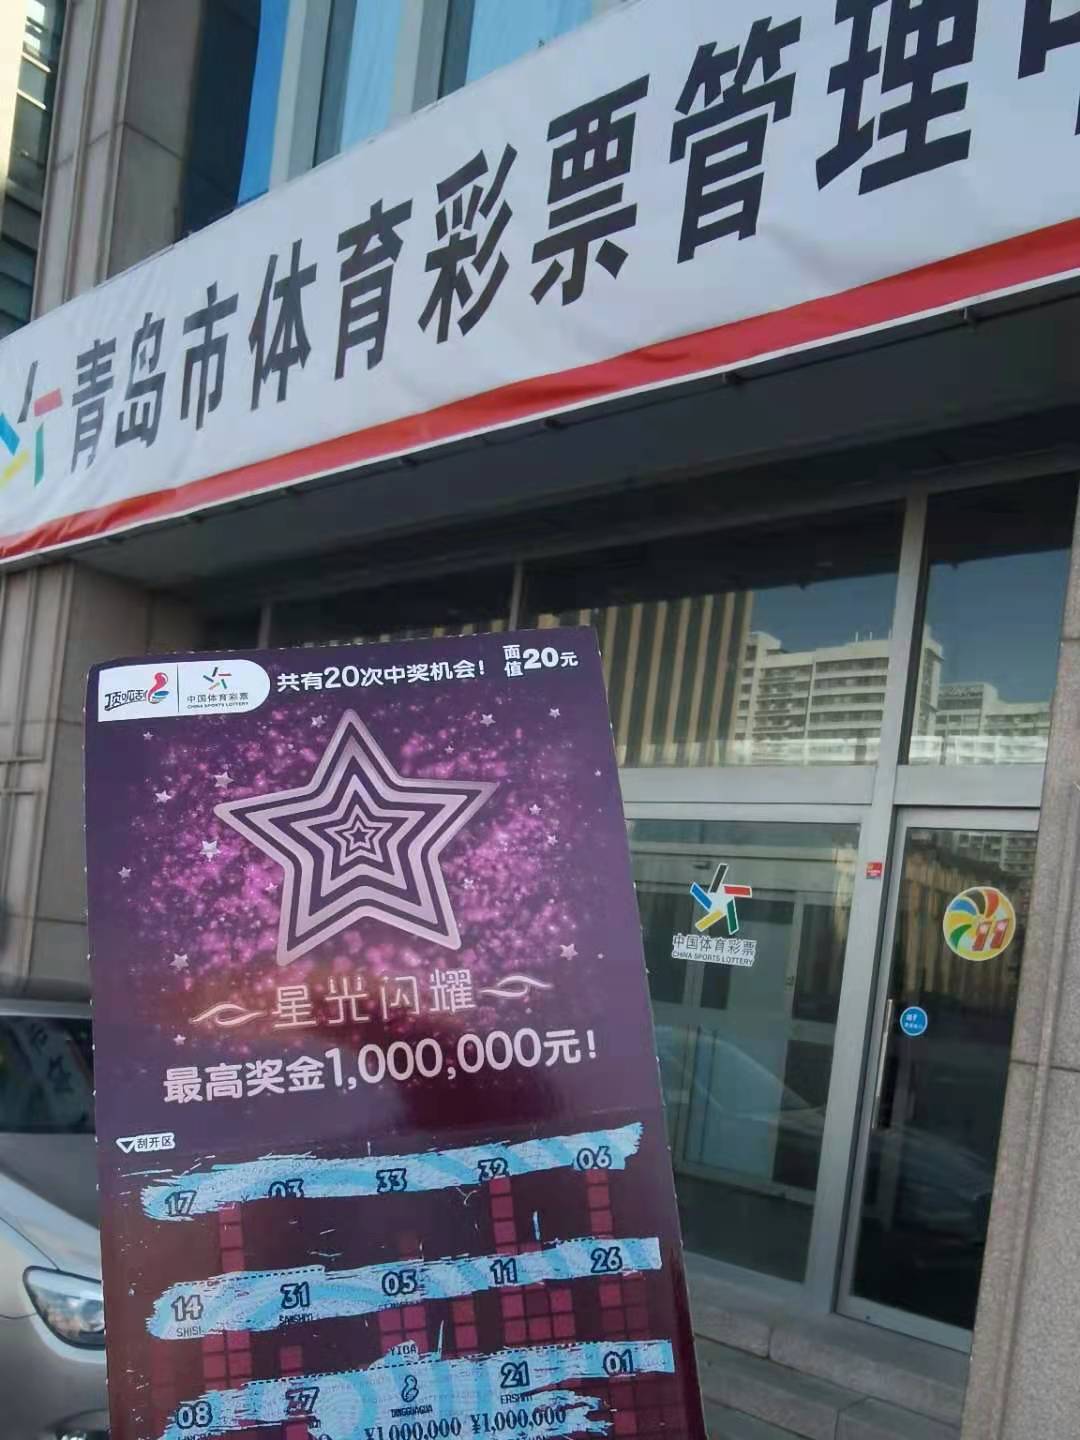 青岛市体育彩票管理
顶呱刮
中国体育彩票
CHINA SPORTS LOTTERY
共有20次中奖机会!
面值20元
星光闪耀
最高奖金1,000,000元!
刮开区
17 03 33 32 06
14 31 05 11 26
SHISI
YIBA
08 27 21 01
¥1,000,000 ¥1,000,000
中国体育彩票
CHINA SPORTS LOTTERY
11